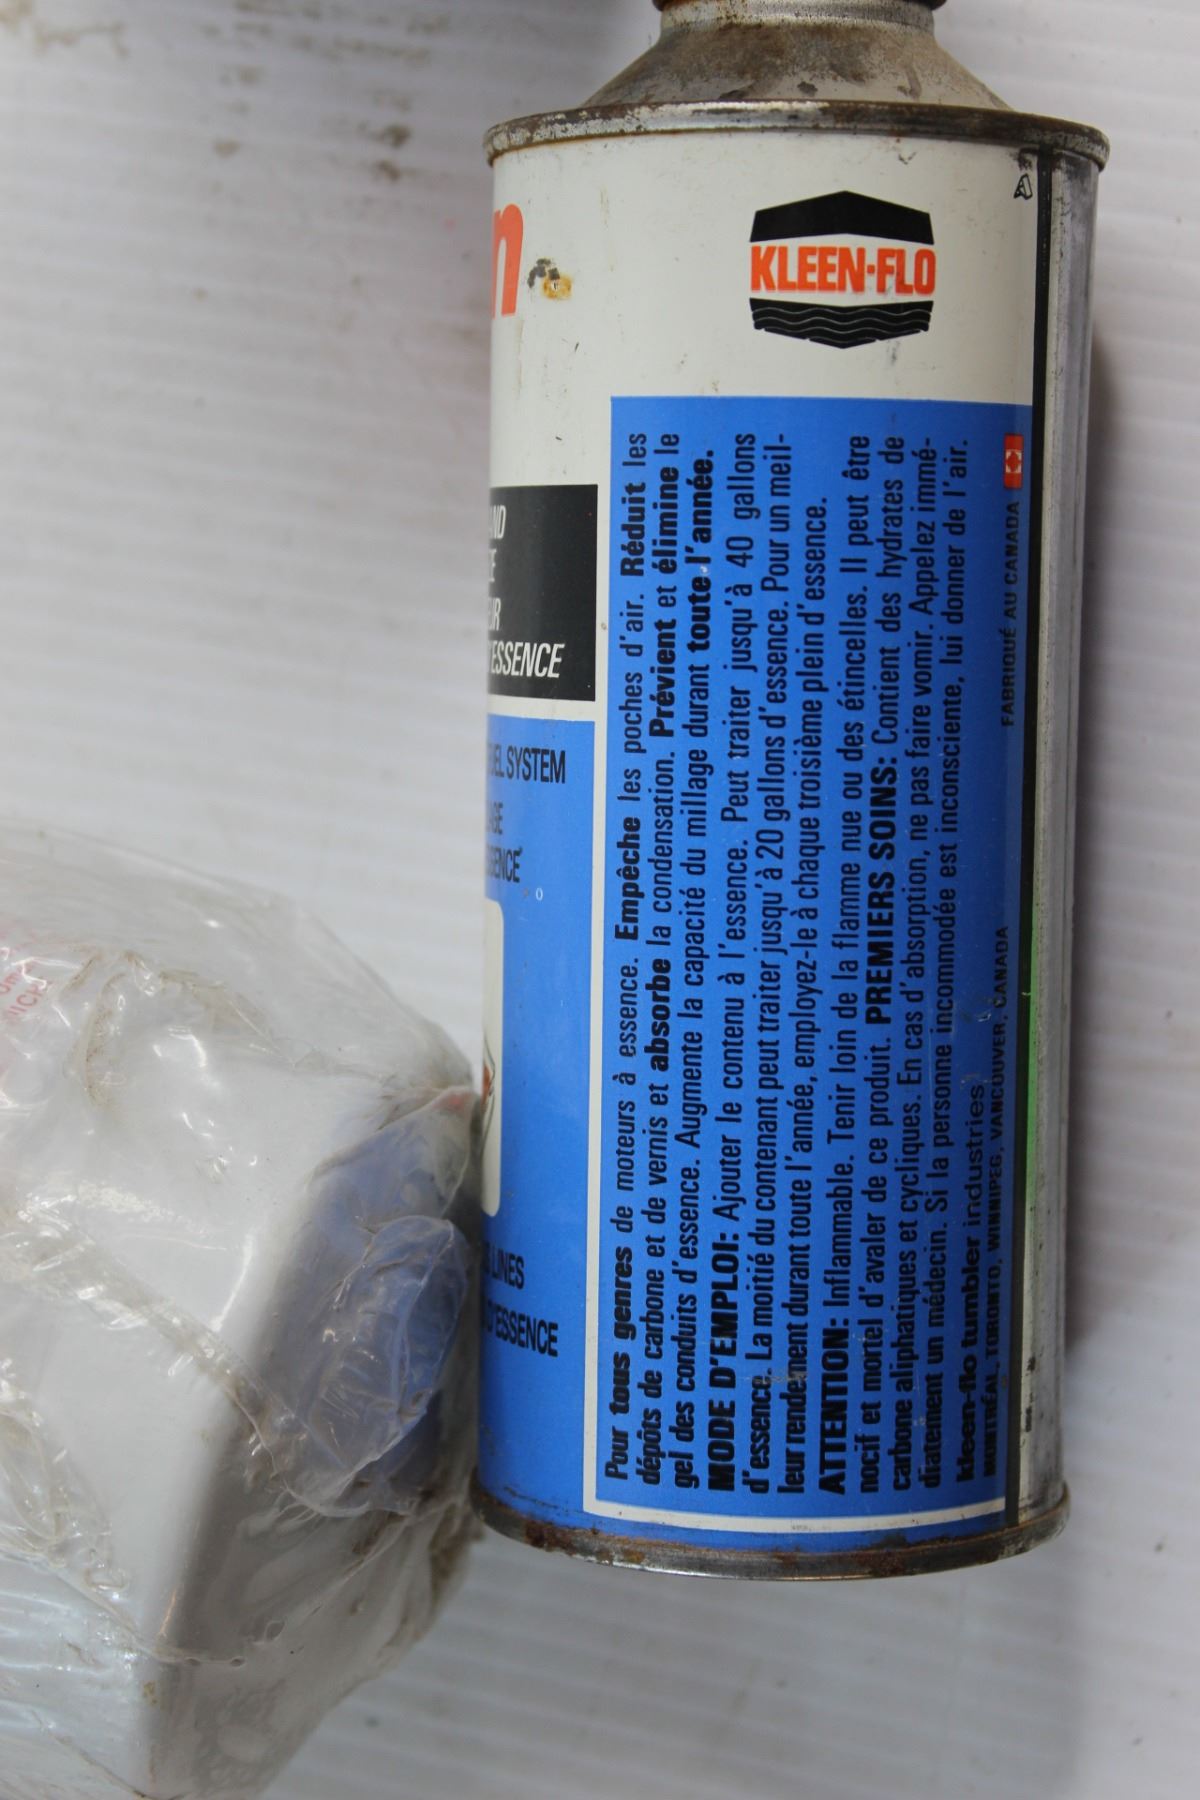 n
KLEEN-FLO
AND
CE
EUR
D'ESSENCE
FUEL SYSTEM
LINES
D'ESSENCE
Pour tous genres de moteurs à essence. Empêche les poches d'air. Réduit les
dépôts de carbone et de vernis et absorbe la condensation. Prévient et élimine le
gel des conduits d'essence. Augmente la capacité du millage durant toute l'année.
MODE D'EMPLOI: Ajouter le contenu à l'essence. Peut traiter jusqu'à 40 gallons
d'essence. La moitié du contenant peut traiter jusqu'à 20 gallons d'essence. Pour un meil-
leur rendement durant toute l'année, employez-le à chaque troisième plein d'essence.
ATTENTION: Inflammable. Tenir loin de la flamme nue ou des étincelles. Il peut être
nocif et mortel d'avaler de ce produit. PREMIERS SOINS: Contient des hydrates de
carbone aliphatiques et cycliques. En cas d'absorption, ne pas faire vomir. Appelez immé-
diatement un médecin. Si la personne incommodée est inconsciente, lui donner de l'air.
kleen-flo tumbler industries
MONTRÉAL, TORONTO, WINNIPEG, VANCOUVER, CANADA FABRIQUÉ AU CANADA